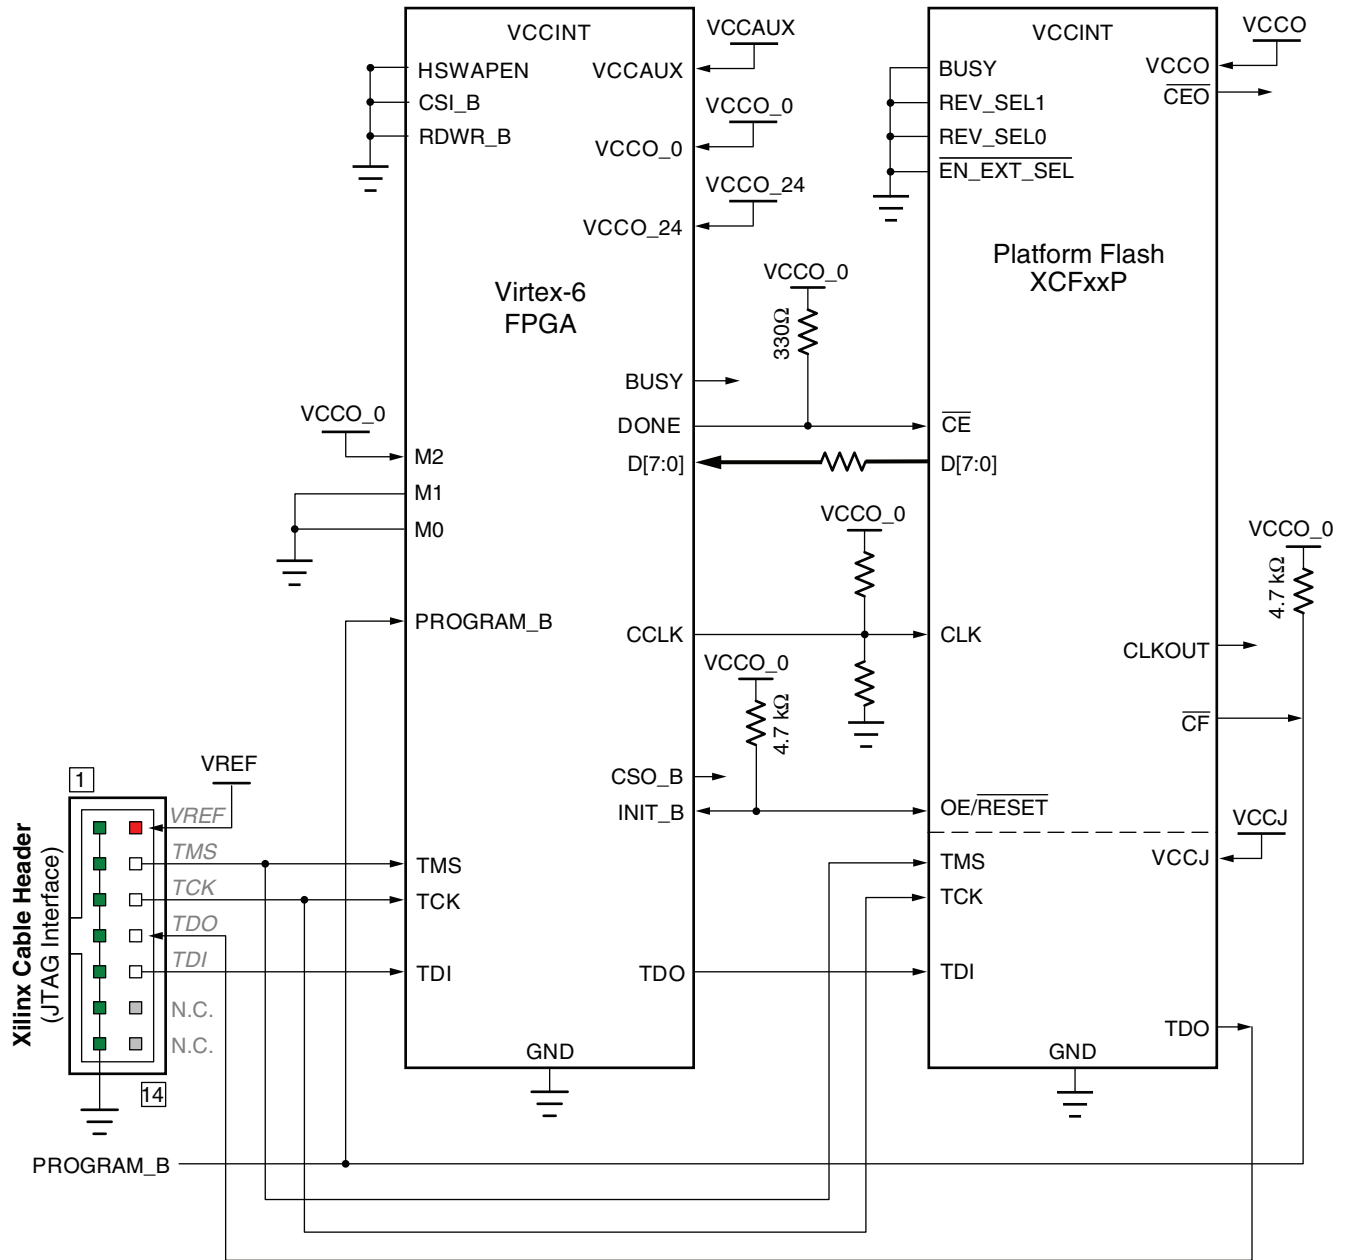 VCCINT
HSWAPEN
CSI_B
RDWR_B
VCCAUX
VCCAUX
VCCO_0
VCCO_0
VCCO_24
VCCO_24
Virtex-6
FPGA
BUSY
DONE
D[7:0]
VCCO_0
M2
M1
M0
PROGRAM_B
CCLK
CSO_B
INIT_B
TMS
TCK
TDI
TDO
GND
VCCO_0
330Ω
VCCO_0
VCCO_0
4.7 kΩ
VCCINT
BUSY
REV_SEL1
REV_SEL0
EN_EXT_SEL
VCCO
VCCO
CEO
Platform Flash
XCFxxP
CE
D[7:0]
CLK
CLKOUT
CF
VCCO_0
4.7 kΩ
OE/RESET
VCCJ
VCCJ
TMS
TCK
TDI
TDO
GND
1
VREF
VREF
TMS
TCK
TDO
TDI
N.C.
N.C.
14
Xilinx Cable Header
(JTAG Interface)
PROGRAM_B